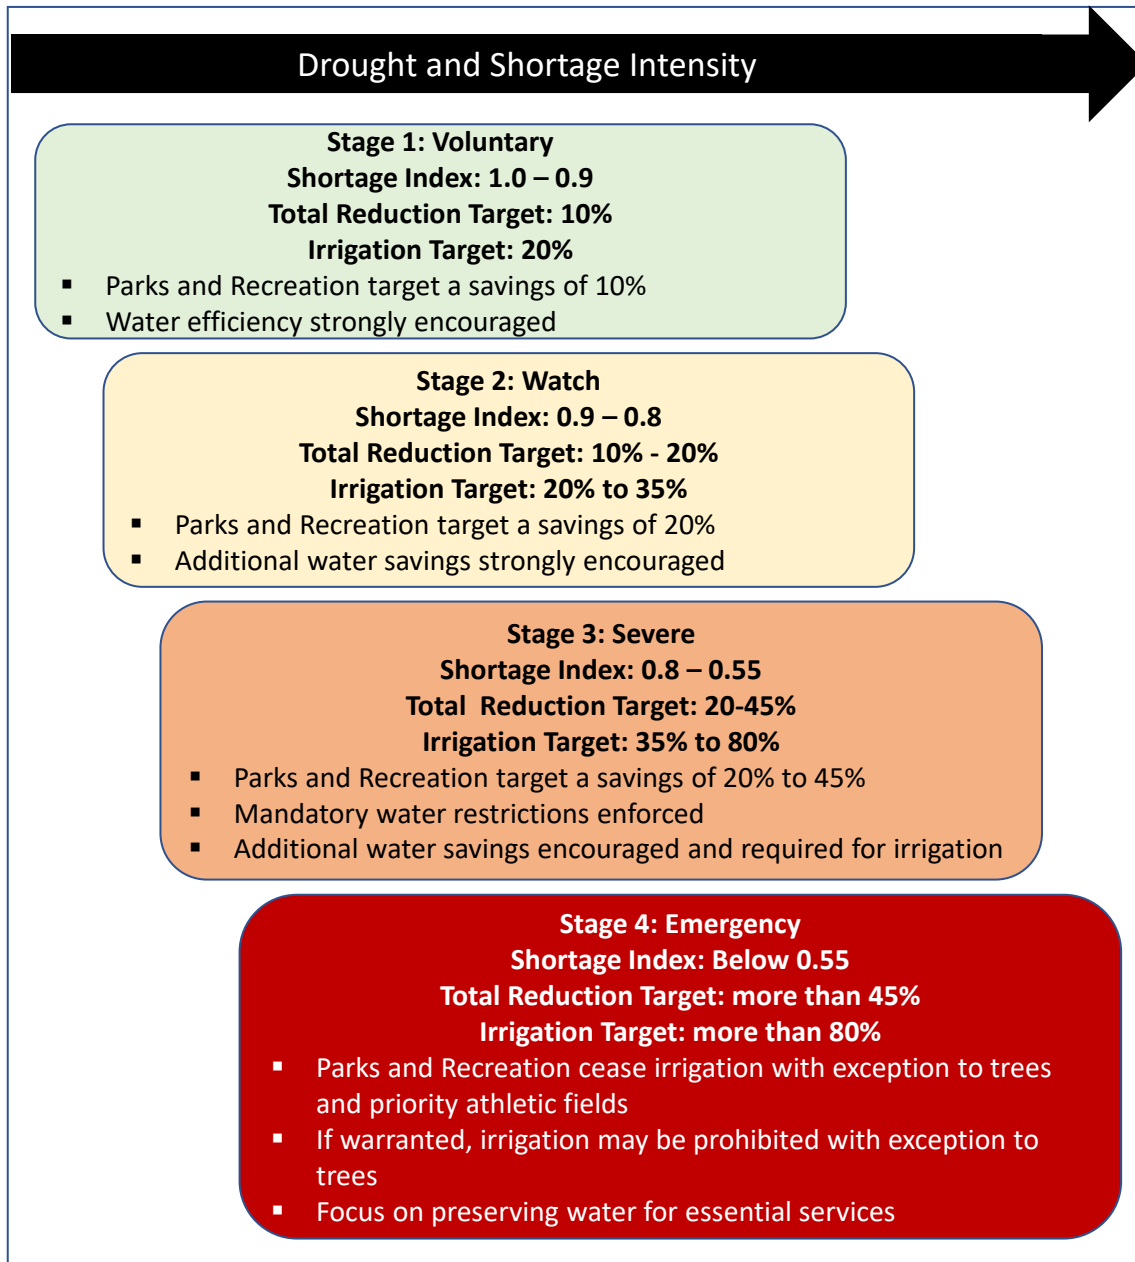 Drought and Shortage Intensity
Stage 1: Voluntary
Shortage Index: 1.0 – 0.9
Total Reduction Target: 10%
Irrigation Target: 20%
▪ Parks and Recreation target a savings of 10%
▪ Water efficiency strongly encouraged
Stage 2: Watch
Shortage Index: 0.9 – 0.8
Total Reduction Target: 10% - 20%
Irrigation Target: 20% to 35%
▪ Parks and Recreation target a savings of 20%
▪ Additional water savings strongly encouraged
Stage 3: Severe
Shortage Index: 0.8 – 0.55
Total  Reduction Target: 20-45%
Irrigation Target: 35% to 80%
▪ Parks and Recreation target a savings of 20% to 45%
▪ Mandatory water restrictions enforced
▪ Additional water savings encouraged and required for irrigation
Stage 4: Emergency
Shortage Index: Below 0.55
Total Reduction Target: more than 45%
Irrigation Target: more than 80%
▪ Parks and Recreation cease irrigation with exception to trees
and priority athletic fields
▪ If warranted, irrigation may be prohibited with exception to
trees
▪ Focus on preserving water for essential services